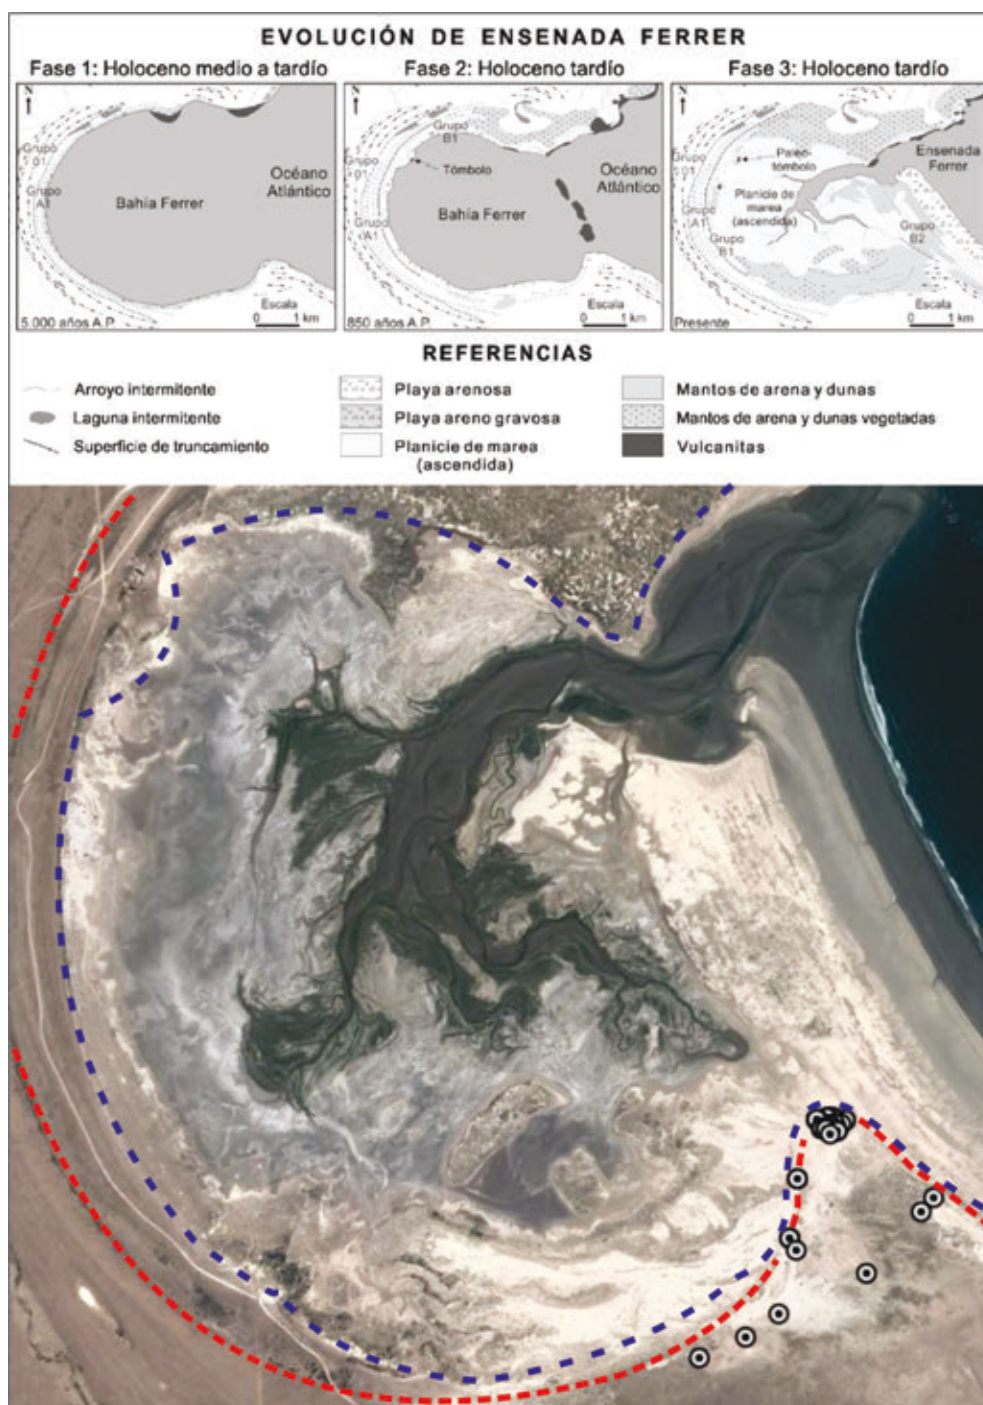 EVOLUCIÓN DE ENSENADA FERRER
Fase 1: Holoceno medio a tardío
Fase 2: Holoceno tardío
Fase 3: Holoceno tardío
N
Grupo
Grupo
A1
Bahía Ferrer
Océano
Atlántico
Escala
0 1 km
5.000 años A.P.
N
Grupo
B1
Grupo
Tómbolo
Grupo
A1
Bahía Ferrer
Océano
Atlántico
Escala
0 1 km
850 años A.P.
N
Grupo
Paleo-
tómbolo
Ensenada
Ferrer
Planicie de
marea
(ascendida)
Grupo
A1
Grupo
B1
Grupo
B2
Escala
0 1 km
Presente
REFERENCIAS
Arroyo intermitente
Laguna intermitente
Superficie de truncamiento
Playa arenosa
Playa areno gravosa
Planicie de marea
(ascendida)
Mantos de arena y dunas
Mantos de arena y dunas vegetadas
Vulcanitas